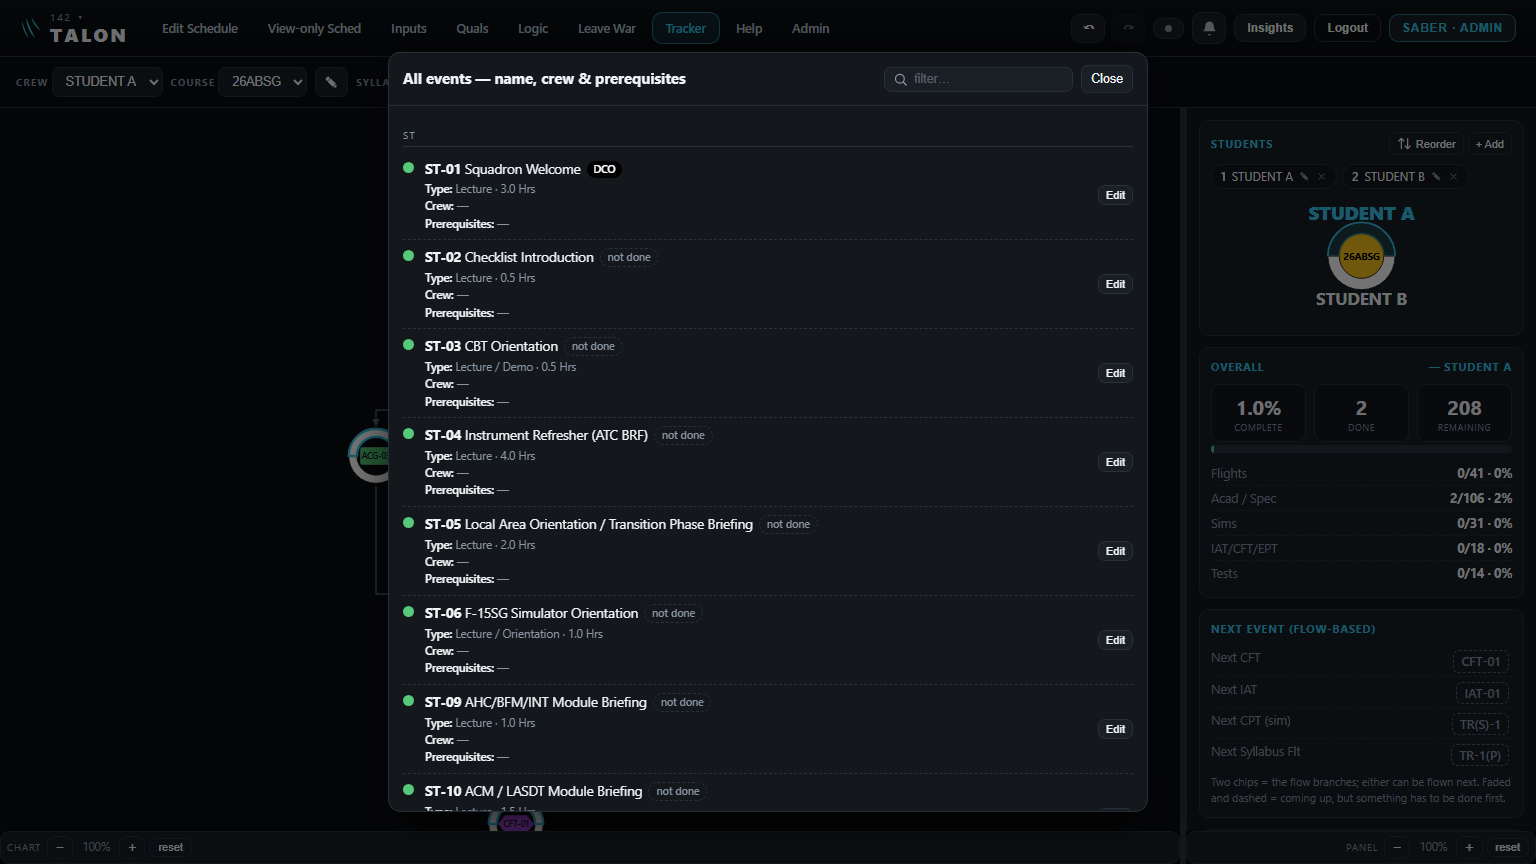 142
TALON
Edit Schedule
View-only Sched
Inputs
Quals
Logic
Leave War
Tracker
Help
Admin
Insights
Logout
SABER · ADMIN
CREW
STUDENT A
COURSE
26ABSG
SYLLA
All events — name, crew & prerequisites
filter...
Close
ST
ST-01 Squadron Welcome DCO
Type: Lecture · 3.0 Hrs
Crew: —
Prerequisites: —
Edit
ST-02 Checklist Introduction not done
Type: Lecture · 0.5 Hrs
Crew: —
Prerequisites: —
Edit
ST-03 CBT Orientation not done
Type: Lecture / Demo · 0.5 Hrs
Crew: —
Prerequisites: —
Edit
ST-04 Instrument Refresher (ATC BRF) not done
Type: Lecture · 4.0 Hrs
Crew: —
Prerequisites: —
Edit
ST-05 Local Area Orientation / Transition Phase Briefing not done
Type: Lecture · 2.0 Hrs
Crew: —
Prerequisites: —
Edit
ST-06 F-15SG Simulator Orientation not done
Type: Lecture / Orientation · 1.0 Hrs
Crew: —
Prerequisites: —
Edit
ST-09 AHC/BFM/INT Module Briefing not done
Type: Lecture · 1.0 Hrs
Crew: —
Prerequisites: —
Edit
ST-10 ACM / LASDT Module Briefing not done
CFT-01
STUDENTS
Reorder
+ Add
1 STUDENT A
2 STUDENT B
STUDENT A
26ABSG
STUDENT B
OVERALL
— STUDENT A
1.0%
COMPLETE
2
DONE
208
REMAINING
Flights 0/41 · 0%
Acad / Spec 2/106 · 2%
Sims 0/31 · 0%
IAT/CFT/EPT 0/18 · 0%
Tests 0/14 · 0%
NEXT EVENT (FLOW-BASED)
Next CFT CFT-01
Next IAT IAT-01
Next CPT (sim) TR(S)-1
Next Syllabus Flt TR-1(P)
Two chips = the flow branches; either can be flown next. Faded
and dashed = coming up, but something has to be done first.
CHART − 100% + reset
PANEL − 100% + reset